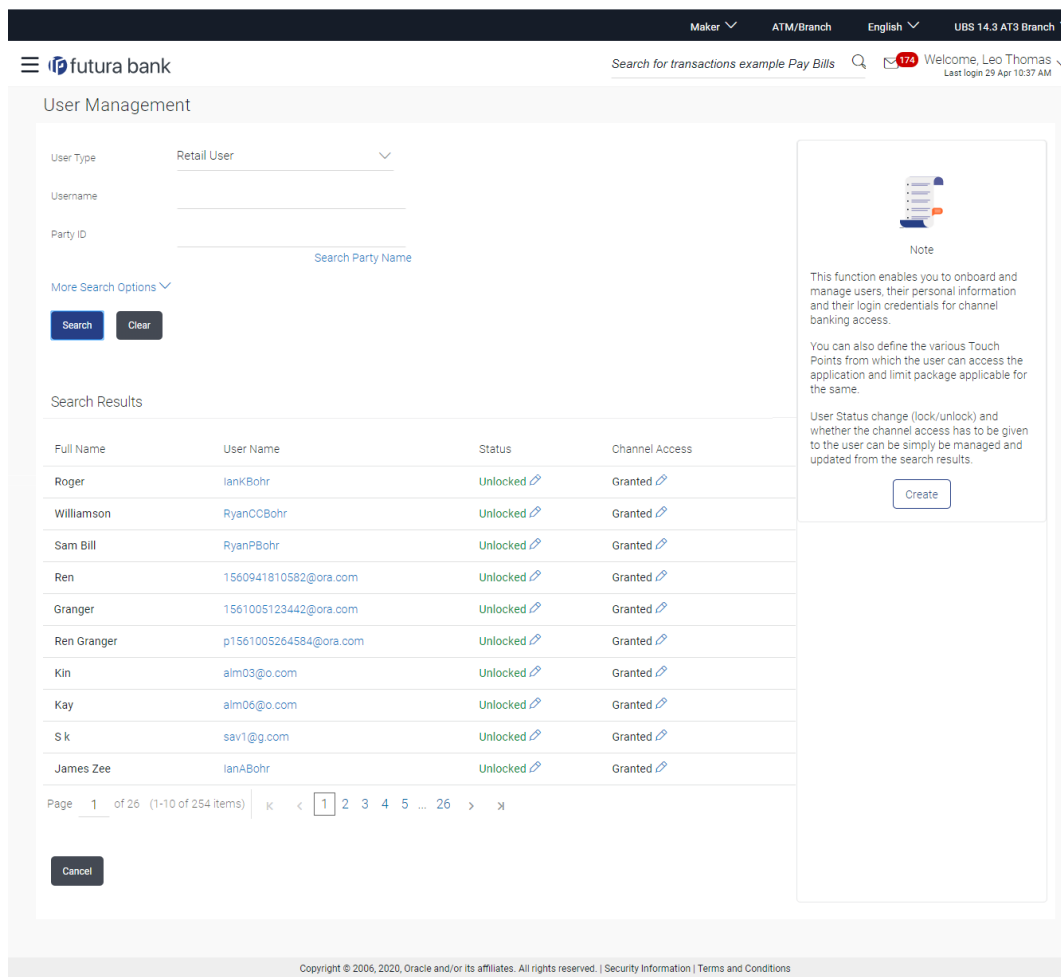 Maker ATM/Branch English UBS 14.3 AT3 Branch
futura bank Search for transactions example Pay Bills 174 Welcome, Leo Thomas
Last login 29 Apr 10:37 AM
User Management
User Type Retail User
Username
Party ID
Search Party Name
More Search Options
Search Clear
Note
This function enables you to onboard and
manage users, their personal information
and their login credentials for channel
banking access.
You can also define the various Touch
Points from which the user can access the
application and limit package applicable for
the same.
User Status change (lock/unlock) and
whether the channel access has to be given
to the user can be simply be managed and
updated from the search results.
Create
Search Results
Full Name User Name Status Channel Access
Roger IanKBohr Unlocked Granted
Williamson RyanCCBohr Unlocked Granted
Sam Bill RyanPBohr Unlocked Granted
Ren 1560941810582@ora.com Unlocked Granted
Granger 1561005123442@ora.com Unlocked Granted
Ren Granger p1561005264584@ora.com Unlocked Granted
Kin alm03@o.com Unlocked Granted
Kay alm06@o.com Unlocked Granted
S k sav1@g.com Unlocked Granted
James Zee IanABohr Unlocked Granted
Page 1 of 26 (1-10 of 254 items) 1 2 3 4 5 ... 26
Cancel
Copyright © 2006, 2020, Oracle and/or its affiliates. All rights reserved. | Security Information | Terms and Conditions